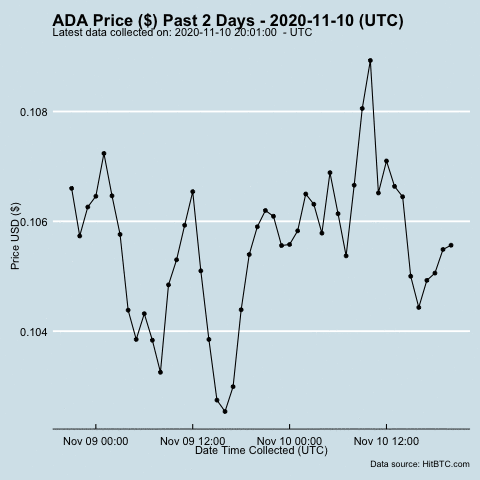 ADA Price ($) Past 2 Days - 2020-11-10 (UTC)
Latest data collected on: 2020-11-10 20:01:00 - UTC
0.108
0.106
0.104
Price USD ($)
Nov 09 00:00 Nov 09 12:00 Nov 10 00:00 Nov 10 12:00
Date Time Collected (UTC)
Data source: HitBTC.com